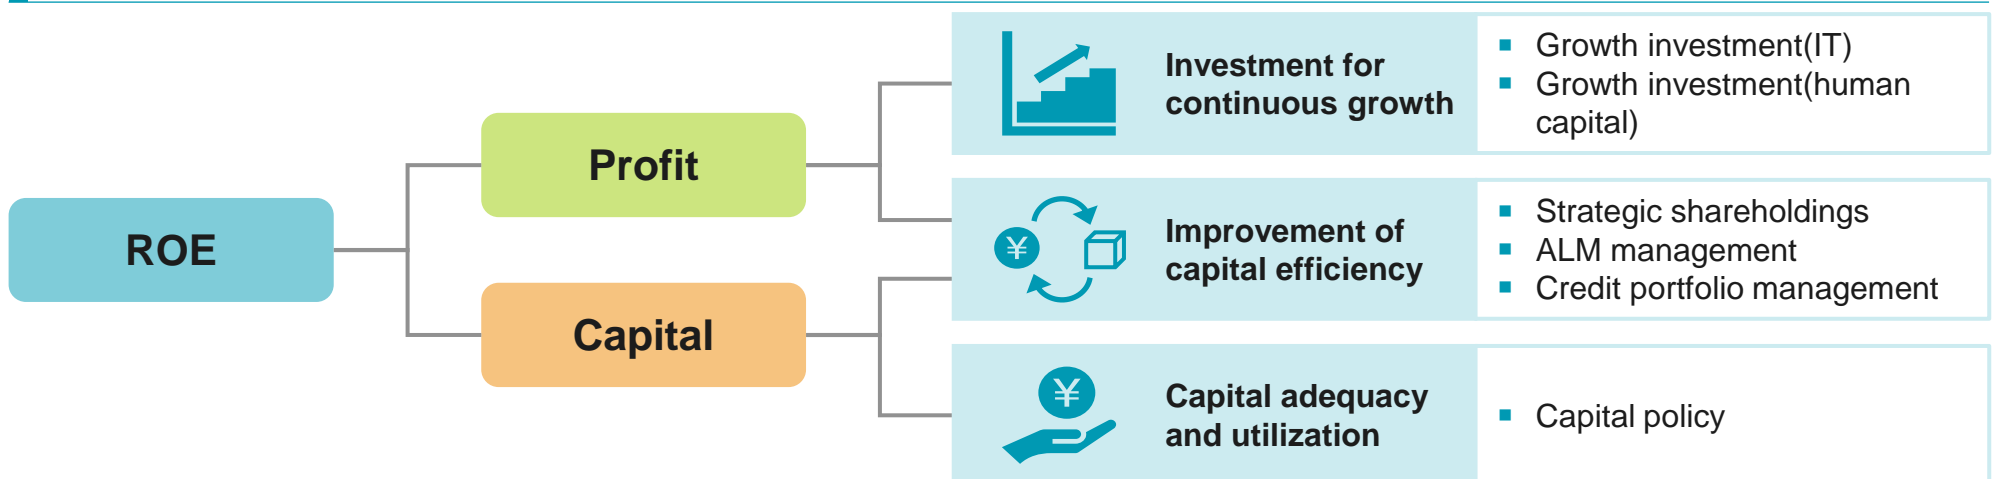 ROE
Profit
Capital
¥
¥
Investment for
continuous growth
Growth investment(IT)
Growth investment(human
capital)
Improvement of
capital efficiency
Strategic shareholdings
ALM management
Credit portfolio management
Capital adequacy
and utilization
Capital policy